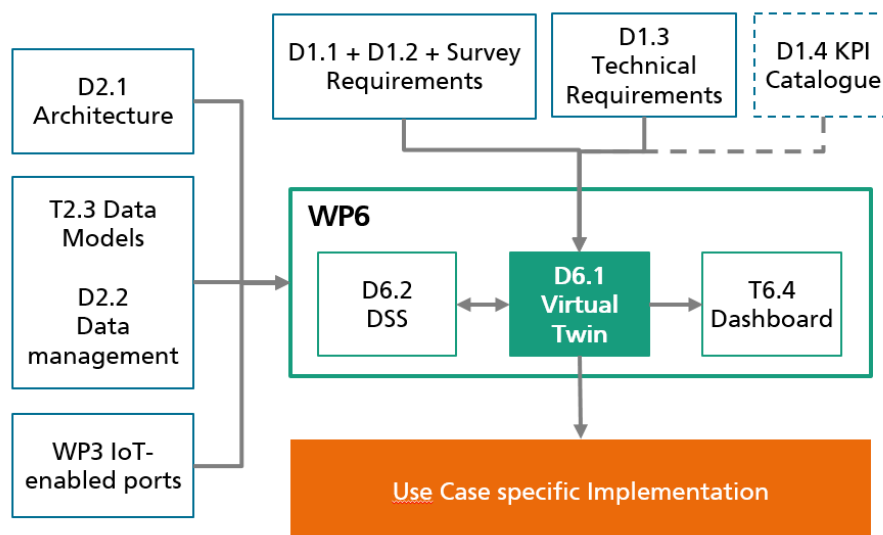 D2.1
Architecture
D1.1 + D1.2 + Survey
Requirements
D1.3
Technical
Requirements
D1.4 KPI
Catalogue
T2.3 Data
Models
D2.2
Data
management
WP3 IoT-
enabled ports
WP6
D6.2
DSS
D6.1
Virtual
Twin
T6.4
Dashboard
Use Case specific Implementation